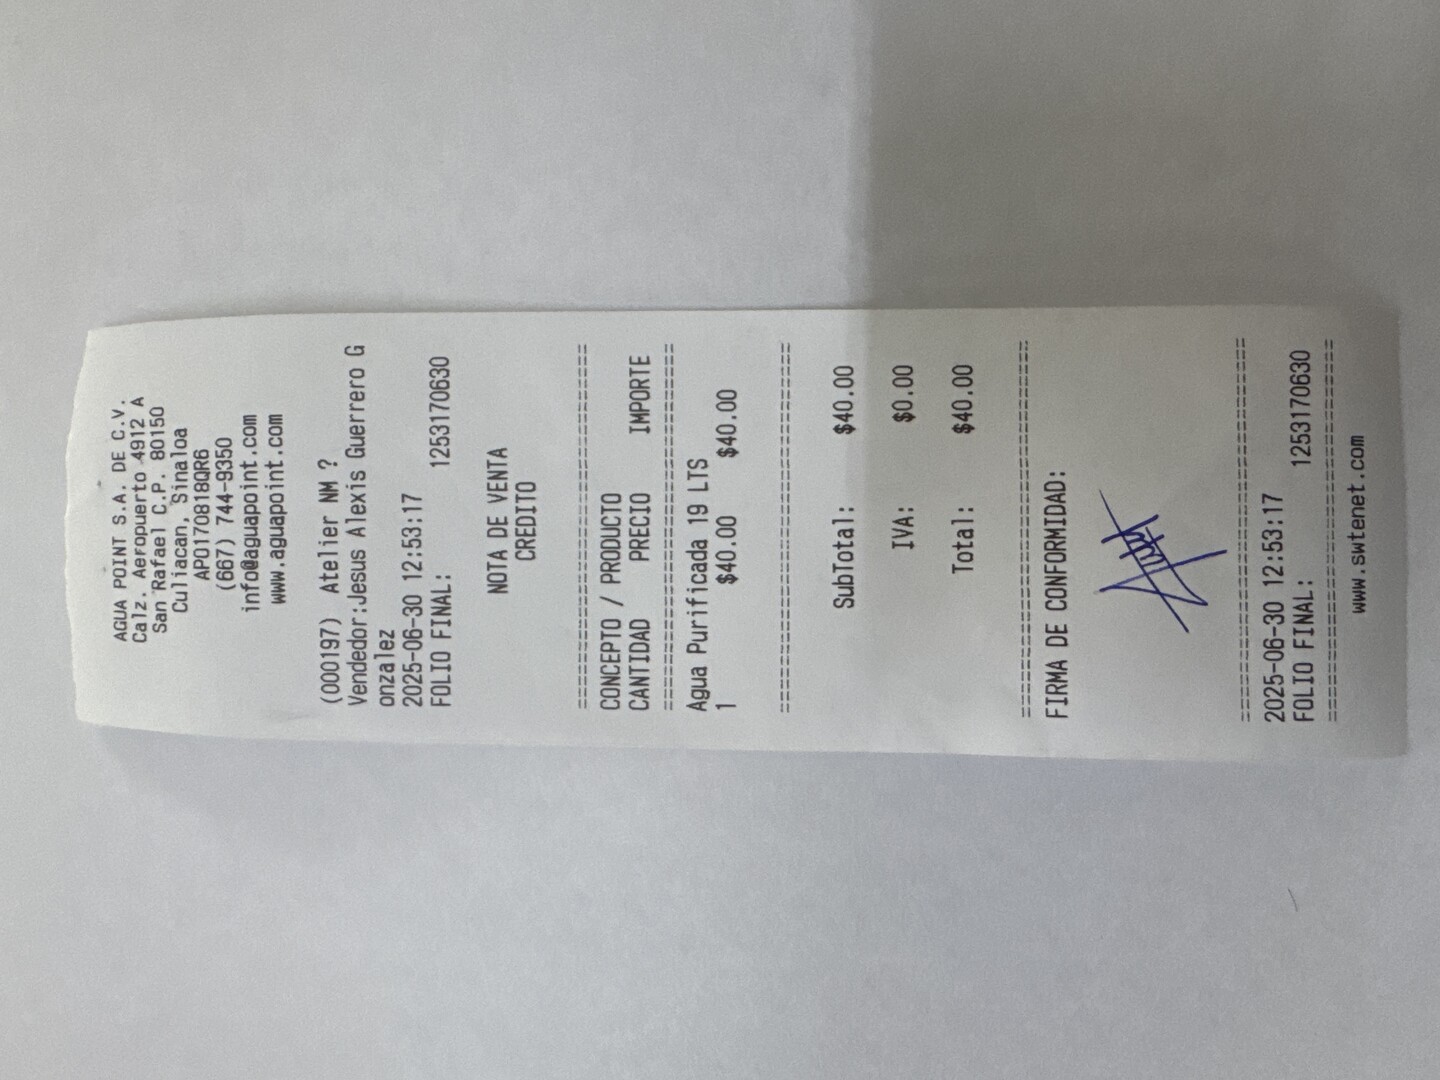 AGUA POINT S.A. DE C.V.
Calz. Aeropuerto 4912 A
San Rafael C.P. 80150
Culiacan, Sinaloa
APO170818QR6
(667) 744-9350
info@aguapoint.com
www.aguapoint.com
(000197) Atelier NM ?
Vendedor:Jesus Alexis Guerrero G
onzalez
2025-06-30 12:53:17
FOLIO FINAL: 1253170630
NOTA DE VENTA
CREDITO
================================
CONCEPTO / PRODUCTO
CANTIDAD PRECIO IMPORTE
================================
Agua Purificada 19 LTS
1 $40.00 $40.00
================================
SubTotal: $40.00
IVA: $0.00
Total: $40.00
================================
FIRMA DE CONFORMIDAD:
================================
2025-06-30 12:53:17
FOLIO FINAL: 1253170630
================================
www.swtenet.com